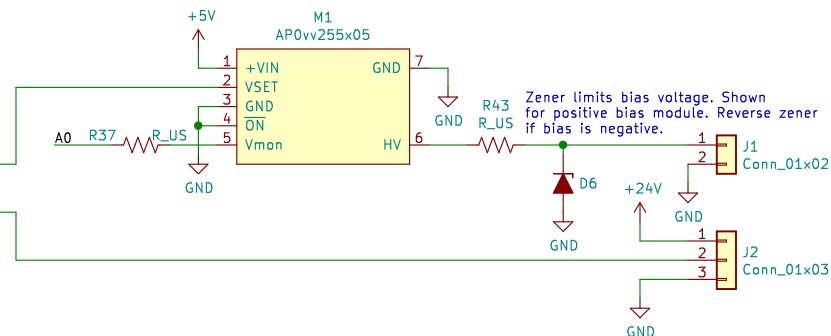 +5V
M1
AP0vv255x05
1
+VIN
2
VSET
3
GND
4
ON
5
Vmon
GND
7
HV
6
GND
A0
R37
R_US
GND
R43
R_US
Zener limits bias voltage. Shown
for positive bias module. Reverse zener
if bias is negative.
D6
GND
1
2
J1
Conn_01x02
GND
+24V
1
2
3
J2
Conn_01x03
GND